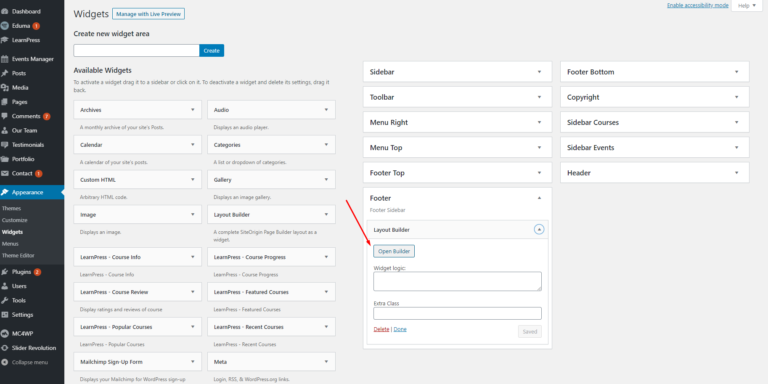 Enable accessibility mode
Help
Dashboard
Eduma 1
LearnPress
Events Manager
Posts
Media
Pages
Comments 7
Our Team
Testimonials
Portfolio
Contact 1
Appearance
Themes
Customize
Widgets
Menus
Theme Editor
Plugins 2
Users
Tools
Settings
MC4WP
Slider Revolution
Collapse menu
Widgets
Manage with Live Preview
Create new widget area
Create
Available Widgets
To activate a widget drag it to a sidebar or click on it. To deactivate a widget and delete its settings, drag it
back.
Archives
A monthly archive of your site's Posts.
Audio
Displays an audio player.
Calendar
A calendar of your site's posts.
Categories
A list or dropdown of categories.
Custom HTML
Arbitrary HTML code.
Gallery
Displays an image gallery.
Image
Displays an image.
Layout Builder
A complete SiteOrigin Page Builder layout as a
widget.
LearnPress - Course Info
LearnPress - Course Info
LearnPress - Course Progress
LearnPress - Course Progress
LearnPress - Course Review
Display ratings and reviews of course
LearnPress - Featured Courses
LearnPress - Featured Courses
LearnPress - Popular Courses
LearnPress - Popular Courses
LearnPress - Recent Courses
LearnPress - Recent Courses
Mailchimp Sign-Up Form
Displays your Mailchimp for WordPress sign-up
Meta
Login, RSS, & WordPress.org links.
Sidebar
Toolbar
Menu Right
Menu Top
Footer Top
Footer
Footer Sidebar
Layout Builder
Open Builder
Widget logic:
Extra Class
Delete | Done
Saved
Footer Bottom
Copyright
Sidebar Courses
Sidebar Events
Header